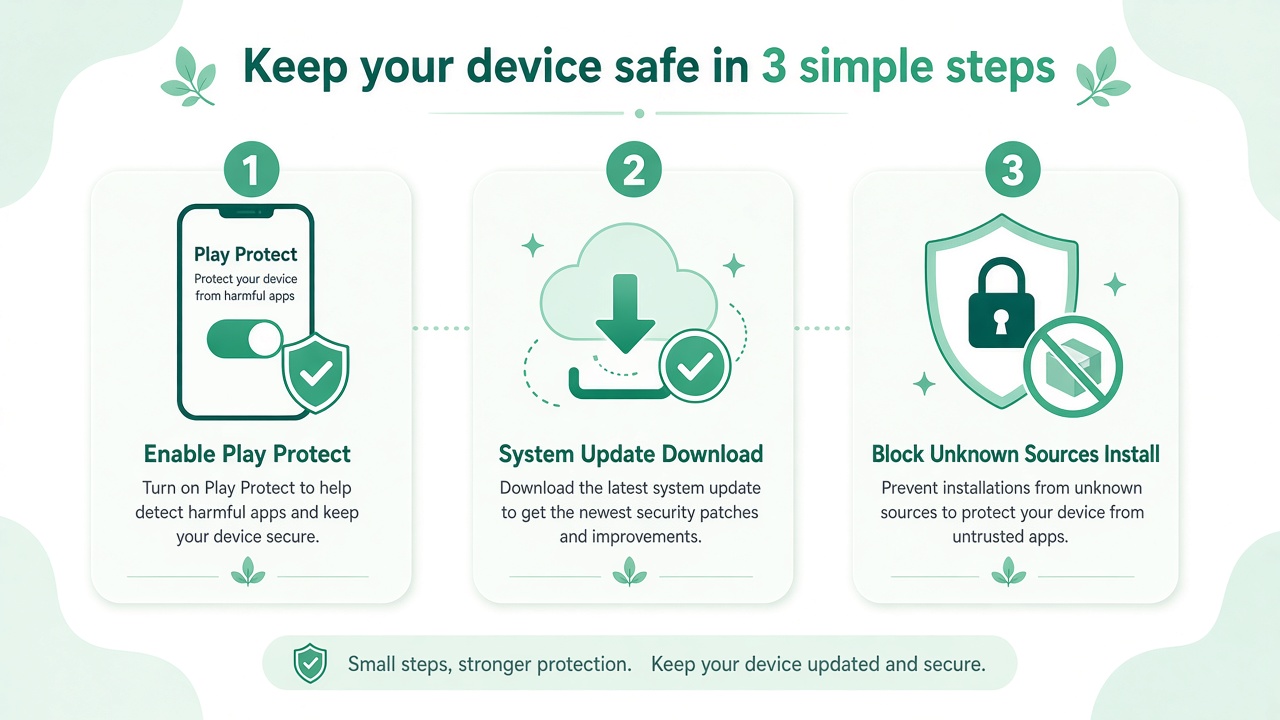 Keep your device safe in 3 simple steps
1
Play Protect
Protect your device
from harmful apps
Enable Play Protect
Turn on Play Protect to help
detect harmful apps and keep
your device secure.
2
System Update Download
Download the latest system update
to get the newest security patches
and improvements.
3
Block Unknown Sources Install
Prevent installations from unknown
sources to protect your device from
untrusted apps.
Small steps, stronger protection. Keep your device updated and secure.